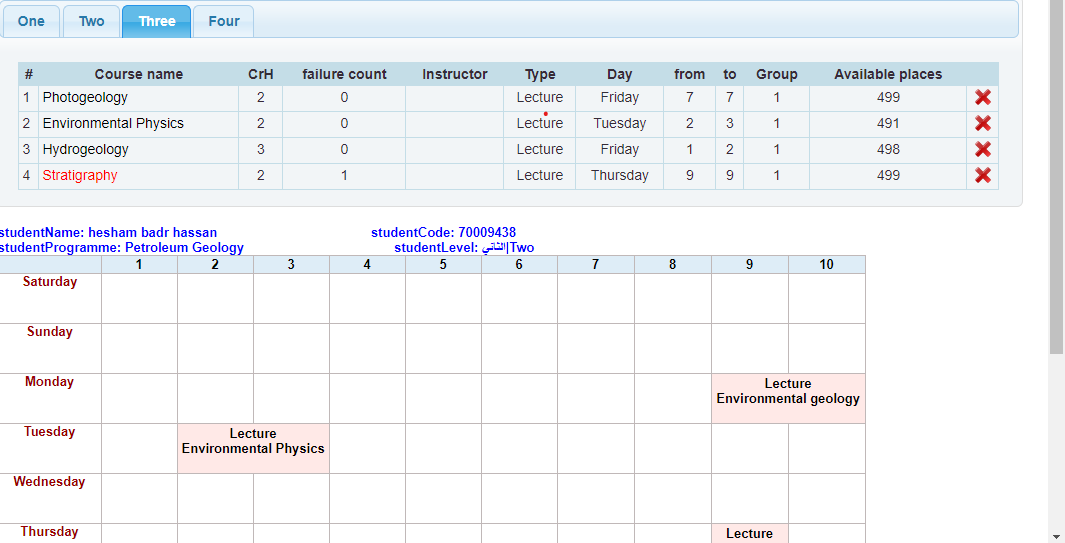 One Two Three Four
# Course name CrH failure count Instructor Type Day from to Group Available places
1 Photogeology 2 0 Lecture Friday 7 7 1 499
2 Environmental Physics 2 0 Lecture Tuesday 2 3 1 491
3 Hydrogeology 3 0 Lecture Friday 1 2 1 498
4 Stratigraphy 2 1 Lecture Thursday 9 9 1 499
studentName: hesham badr hassan studentCode: 70009438
studentProgramme: Petroleum Geology studentLevel: الثاني|Two
1 2 3 4 5 6 7 8 9 10
Saturday
Sunday
Monday Lecture
Environmental geology
Tuesday Lecture
Environmental Physics
Wednesday
Thursday Lecture